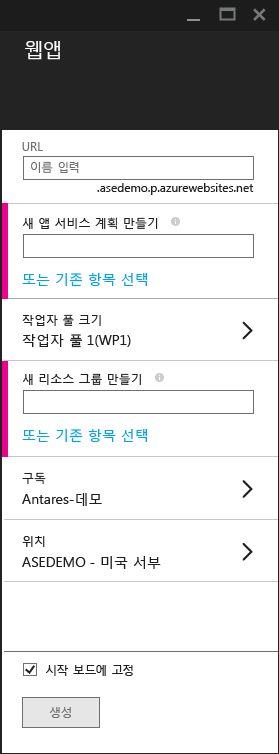 웹앱
URL
이름 입력
.asedemo.p.azurewebsites.net
새 앱 서비스 계획 만들기
또는 기존 항목 선택
작업자 풀 크기
작업자 풀 1(WP1)
새 리소스 그룹 만들기
또는 기존 항목 선택
구독
Antares-데모
위치
ASEDEMO - 미국 서부
시작 보드에 고정
생성